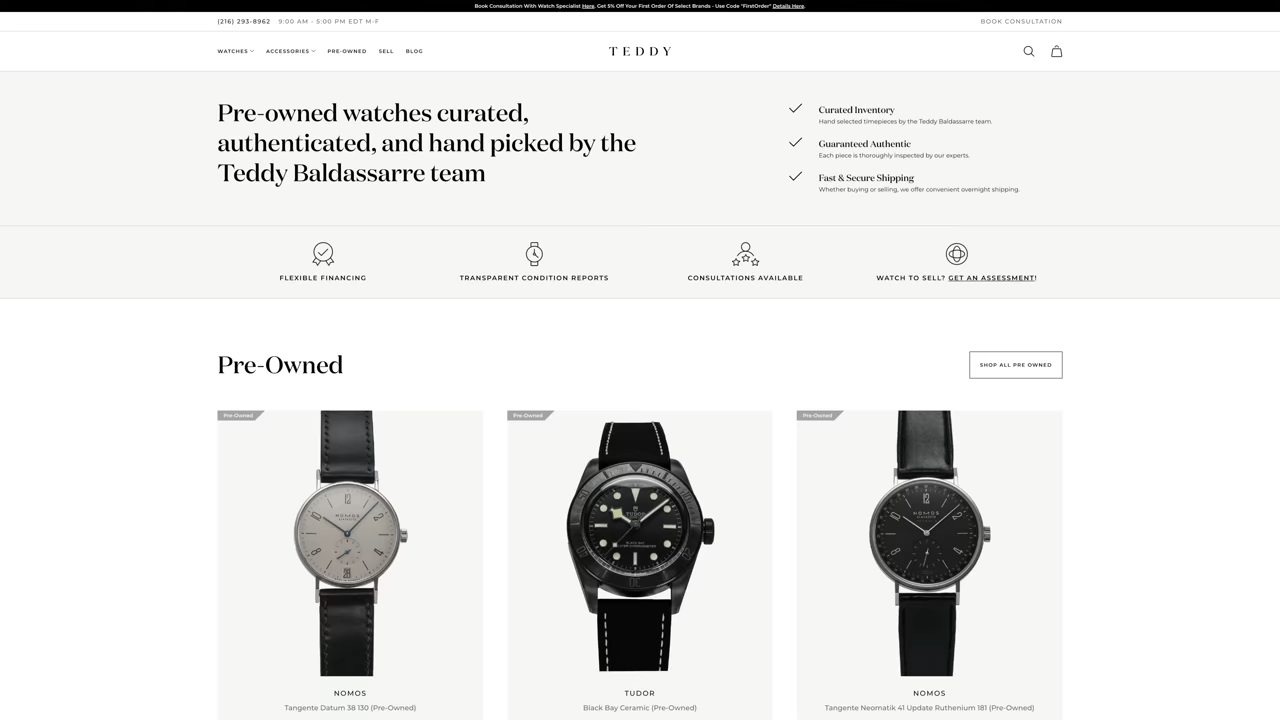 Book Consultation With Watch Specialist Here. Get 5% Off Your First Order Of Select Brands - Use Code "FirstOrder" Details Here.
(216) 293-8962 9:00 AM - 5:00 PM EDT M-F
BOOK CONSULTATION
WATCHES ACCESSORIES PRE-OWNED SELL BLOG
TEDDY
Pre-owned watches curated,
authenticated, and hand picked by the
Teddy Baldassarre team
Curated Inventory
Hand selected timepieces by the Teddy Baldassarre team.
Guaranteed Authentic
Each piece is thoroughly inspected by our experts.
Fast & Secure Shipping
Whether buying or selling, we offer convenient overnight shipping.
FLEXIBLE FINANCING
TRANSPARENT CONDITION REPORTS
CONSULTATIONS AVAILABLE
WATCH TO SELL? GET AN ASSESSMENT!
Pre-Owned
SHOP ALL PRE OWNED
Pre-Owned
NOMOS
NOMOS
Tangente Datum 38 130 (Pre-Owned)
Pre-Owned
TUDOR
TUDOR
Black Bay Ceramic (Pre-Owned)
Pre-Owned
NOMOS
NOMOS
Tangente Neomatik 41 Update Ruthenium 181 (Pre-Owned)